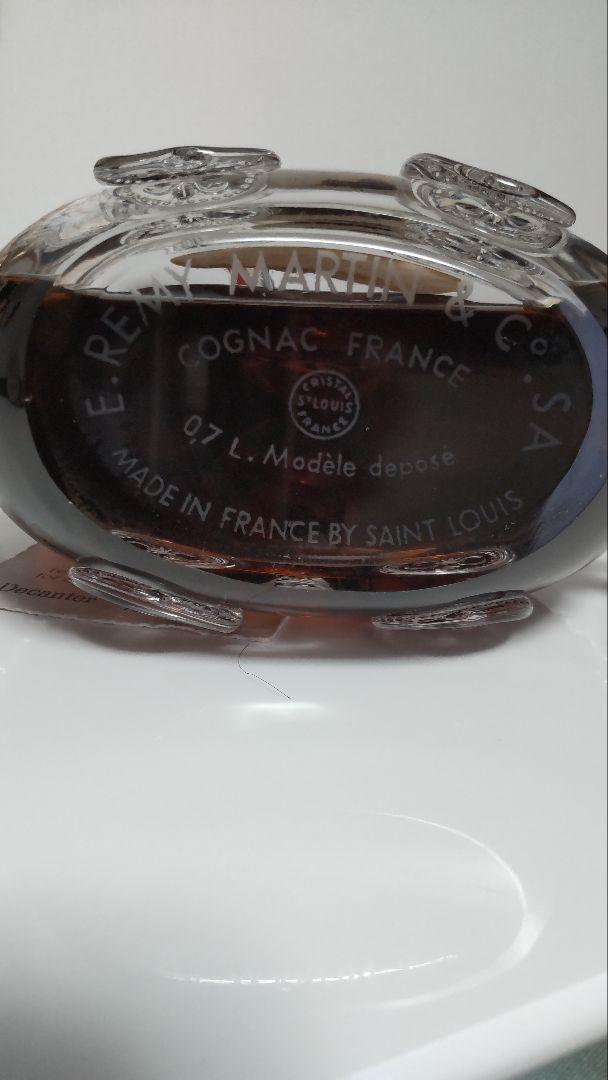 E. REMY MARTIN & Co. SA
COGNAC FRANCE
CRISTAL
ST LOUIS
FRANCE
0,7 L. Modèle deposé
MADE IN FRANCE BY SAINT LOUIS
Decanter